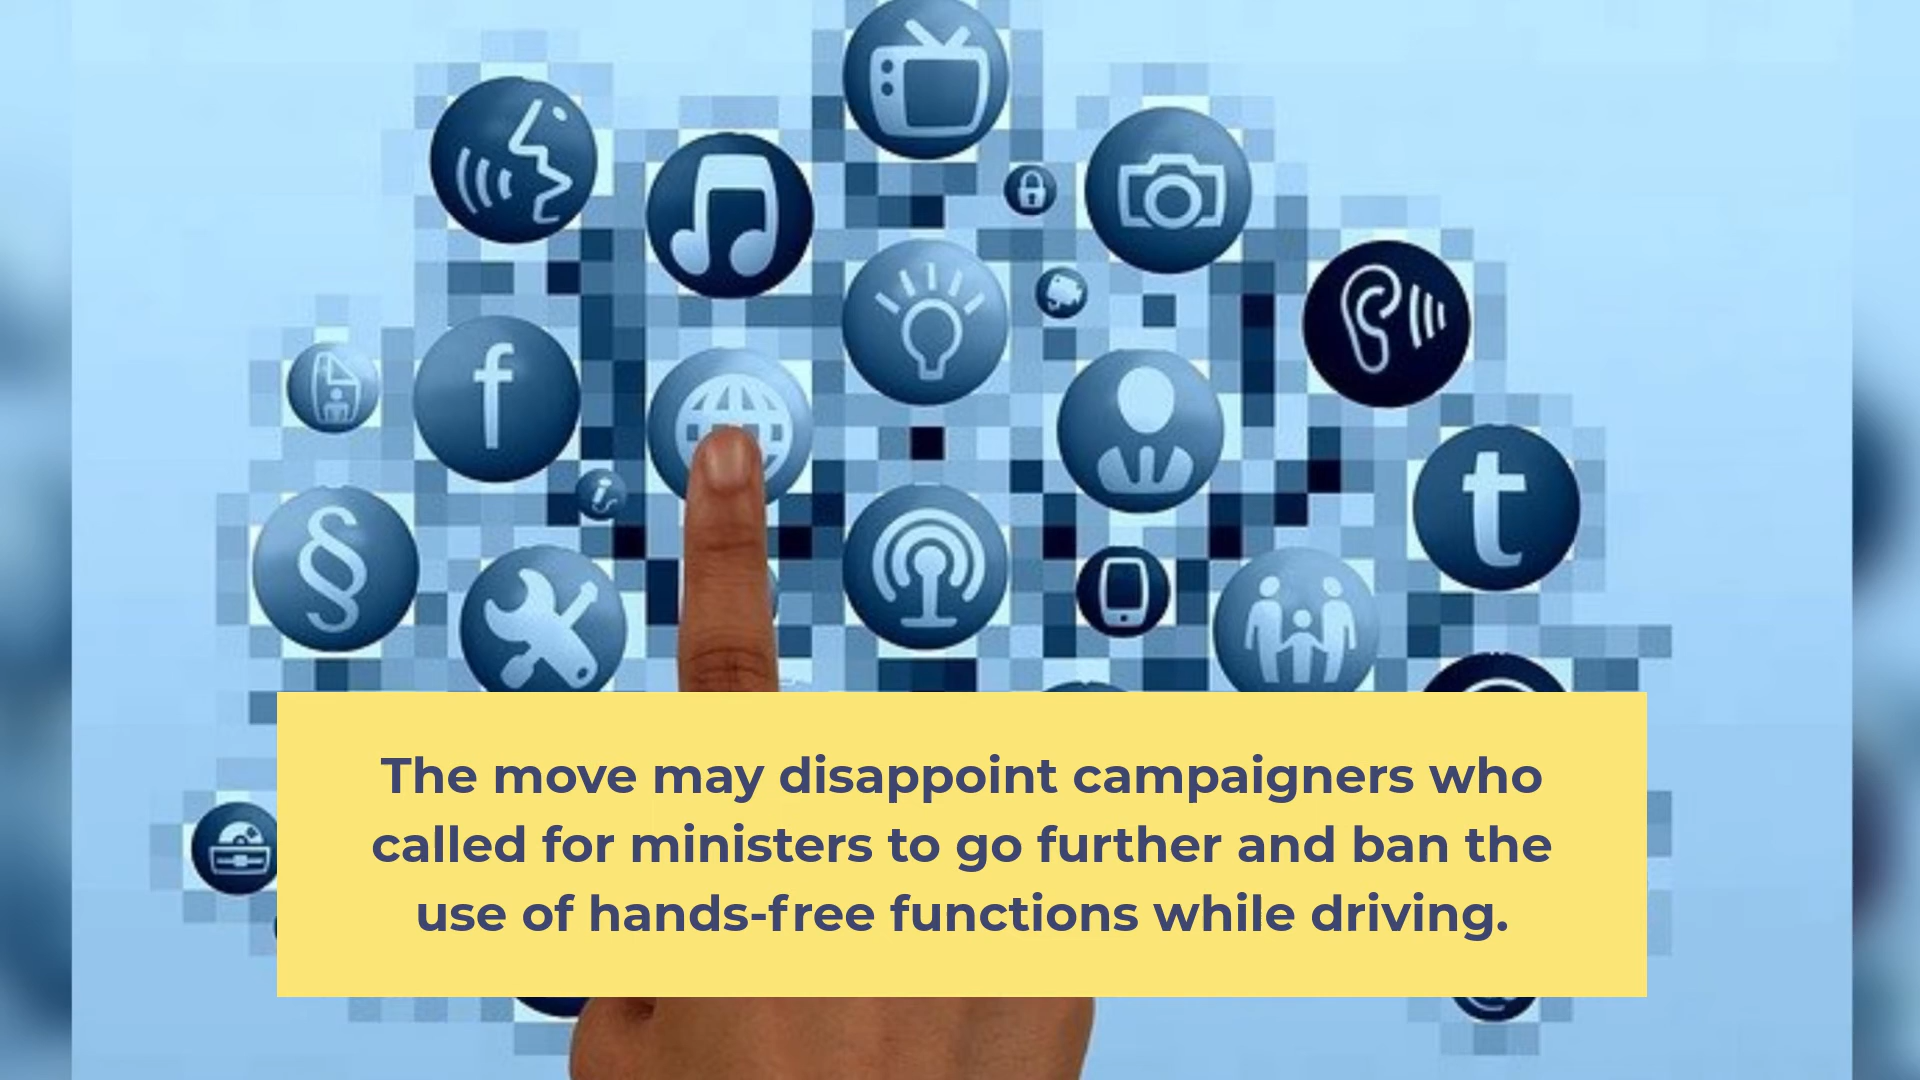 f
t
§
The move may disappoint campaigners who
called for ministers to go further and ban the
use of hands-free functions while driving.